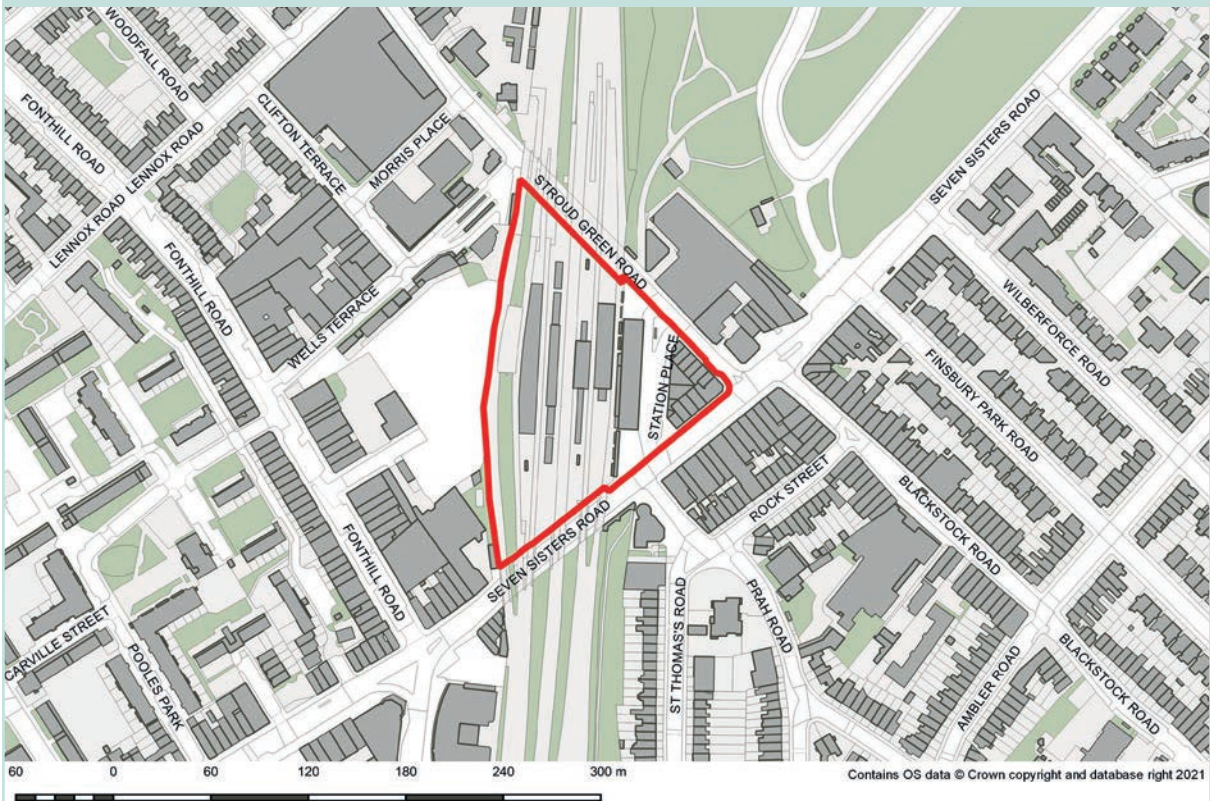 WOODFALL ROAD
FONTHILL ROAD
LENNOX ROAD
LENNOX ROAD
CLIFTON TERRACE
MORRIS PLACE
STROUD GREEN ROAD
SEVEN SISTERS ROAD
FONTHILL ROAD
WELLS TERRACE
STATION PLACE
WILBERFORCE ROAD
FINSBURY PARK ROAD
BLACKSTOCK ROAD
ROCK STREET
FONTHILL ROAD
SEVEN SISTERS ROAD
CARVILLE STREET
POOLES PARK
ST THOMAS'S ROAD
PRAH ROAD
AMBLER ROAD
BLACKSTOCK ROAD
60 0 60 120 180 240 300 m
Contains OS data © Crown copyright and database right 2021